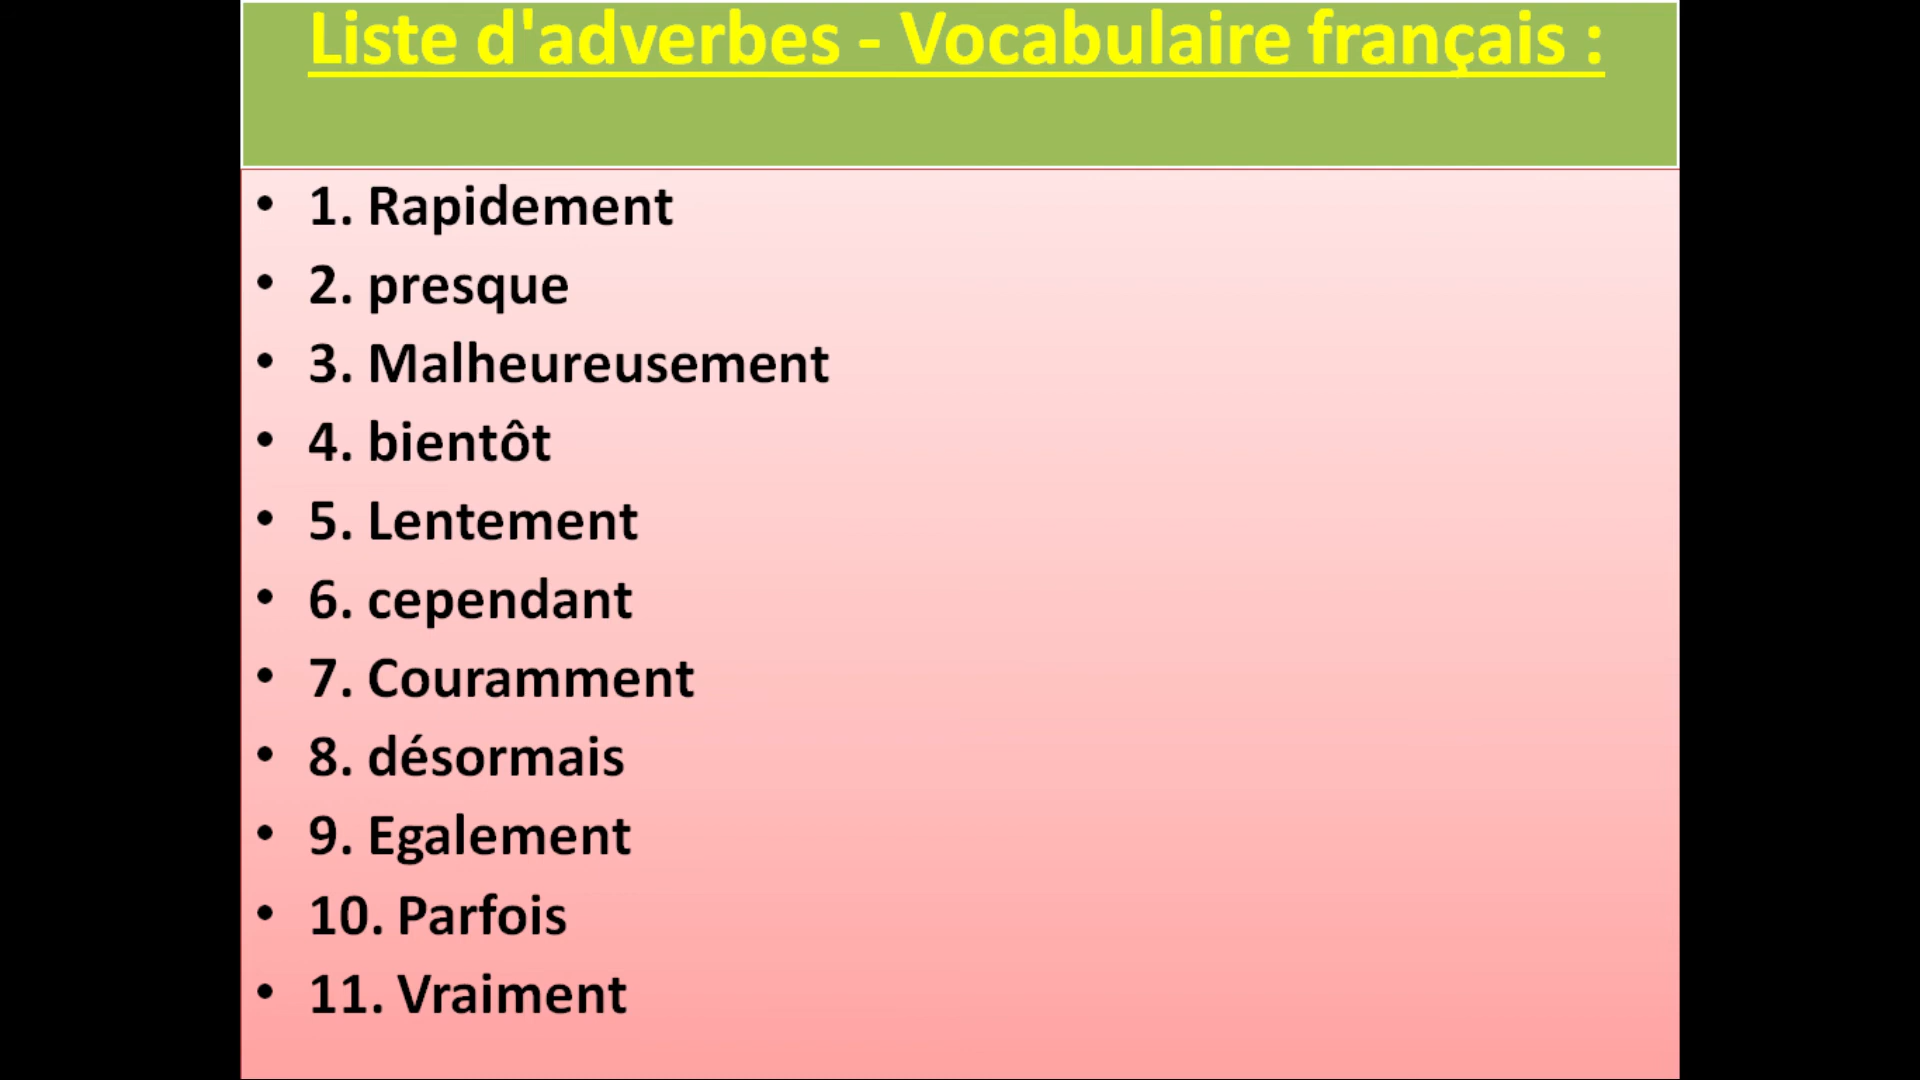 Liste d'adverbes - Vocabulaire français :
• 1. Rapidement
• 2. presque
• 3. Malheureusement
• 4. bientôt
• 5. Lentement
• 6. cependant
• 7. Couramment
• 8. désormais
• 9. Egalement
• 10. Parfois
• 11. Vraiment